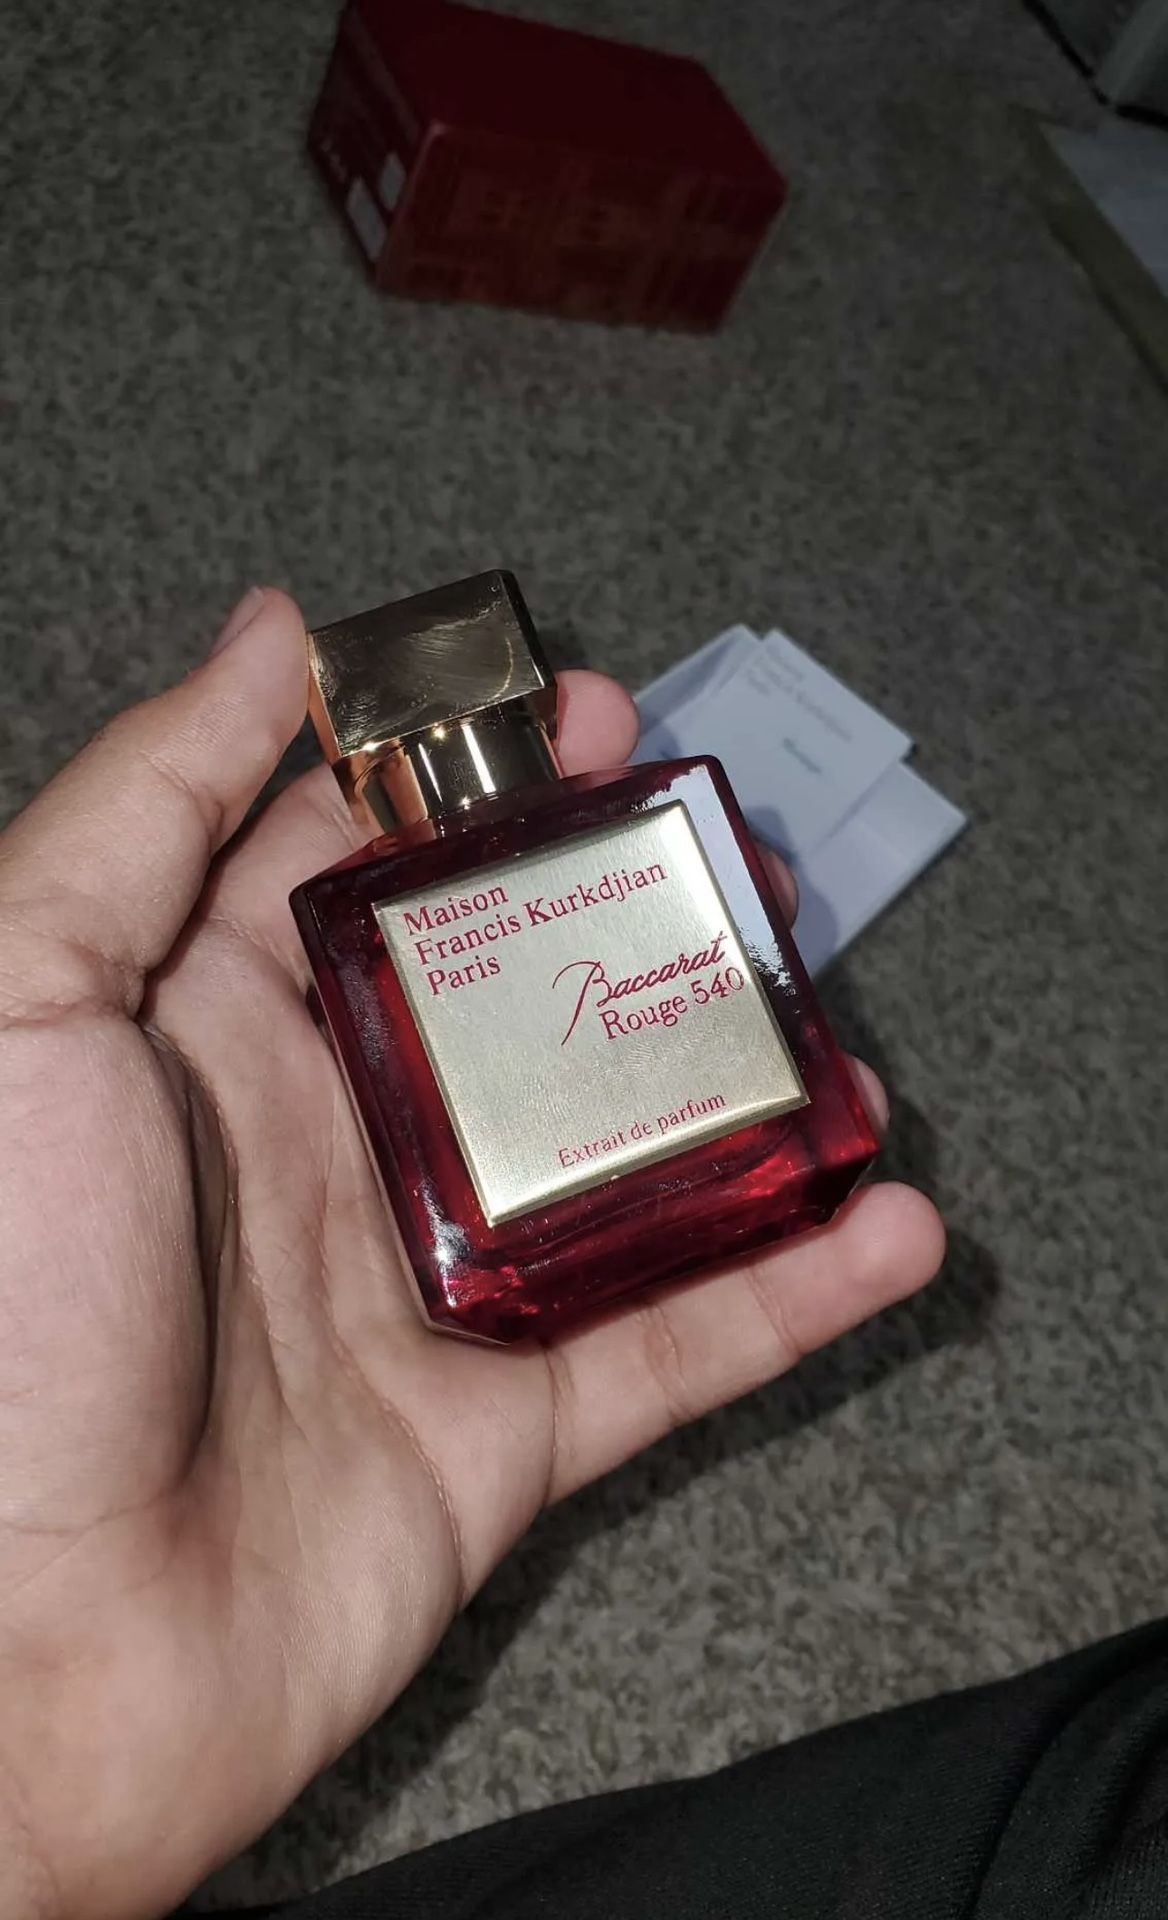 Maison
Francis Kurkdjian
Paris
Baccarat
Rouge 540
Extrait de parfum